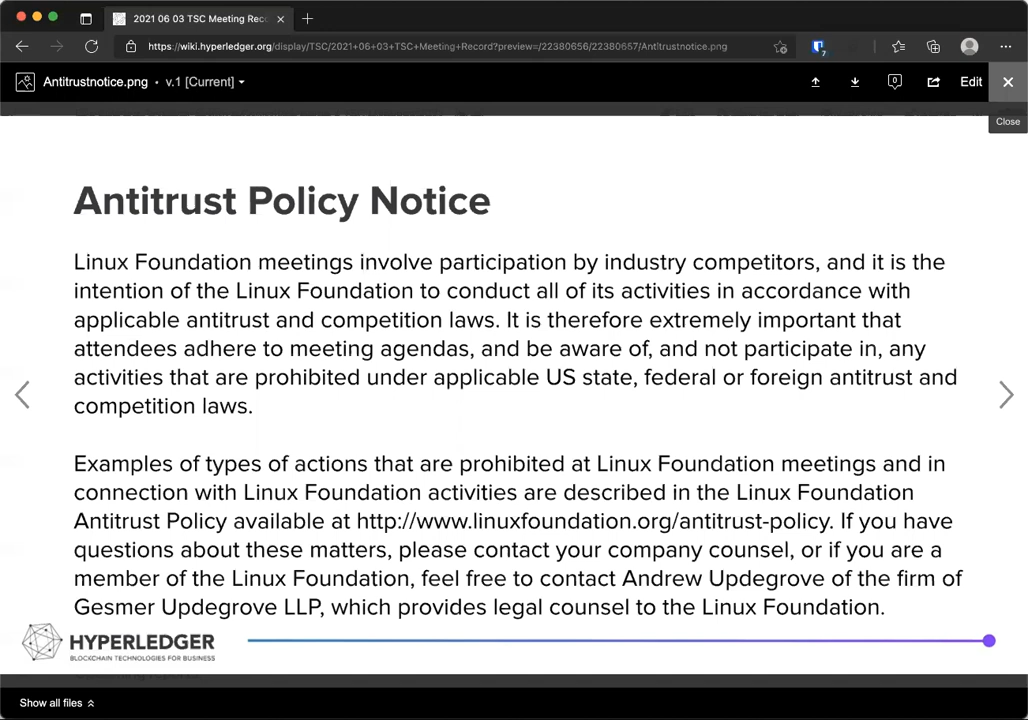 2021 06 03 TSC Meeting Rec
https://wiki.hyperledger.org/display/TSC/2021+06+03+TSC+Meeting+Record?preview=/22380656/22380657/Antitrustnotice.png
7
Antitrustnotice.png • v.1 [Current]
0
Edit
Close
Antitrust Policy Notice
Linux Foundation meetings involve participation by industry competitors, and it is the
intention of the Linux Foundation to conduct all of its activities in accordance with
applicable antitrust and competition laws. It is therefore extremely important that
attendees adhere to meeting agendas, and be aware of, and not participate in, any
activities that are prohibited under applicable US state, federal or foreign antitrust and
competition laws.
Examples of types of actions that are prohibited at Linux Foundation meetings and in
connection with Linux Foundation activities are described in the Linux Foundation
Antitrust Policy available at http://www.linuxfoundation.org/antitrust-policy. If you have
questions about these matters, please contact your company counsel, or if you are a
member of the Linux Foundation, feel free to contact Andrew Updegrove of the firm of
Gesmer Updegrove LLP, which provides legal counsel to the Linux Foundation.
HYPERLEDGER
BLOCKCHAIN TECHNOLOGIES FOR BUSINESS
Show all files